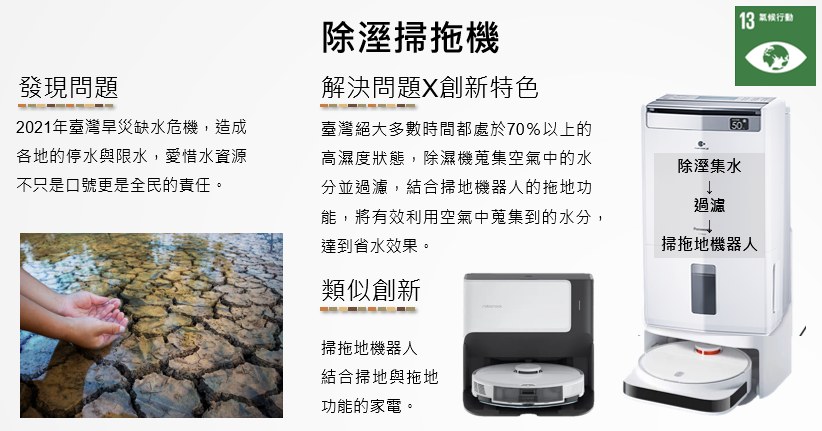 除溼掃拖機
13 氣候行動
發現問題
2021年臺灣旱災缺水危機，造成
各地的停水與限水，愛惜水資源
不只是口號更是全民的責任。
解決問題X創新特色
臺灣絕大多數時間都處於70%以上的
高濕度狀態，除濕機蒐集空氣中的水
分並過濾，結合掃地機器人的拖地功
能，將有效利用空氣中蒐集到的水分，
達到省水效果。
類似創新
掃拖地機器人
結合掃地與拖地
功能的家電。
50%
除溼集水
↓
過濾
↓
掃拖地機器人